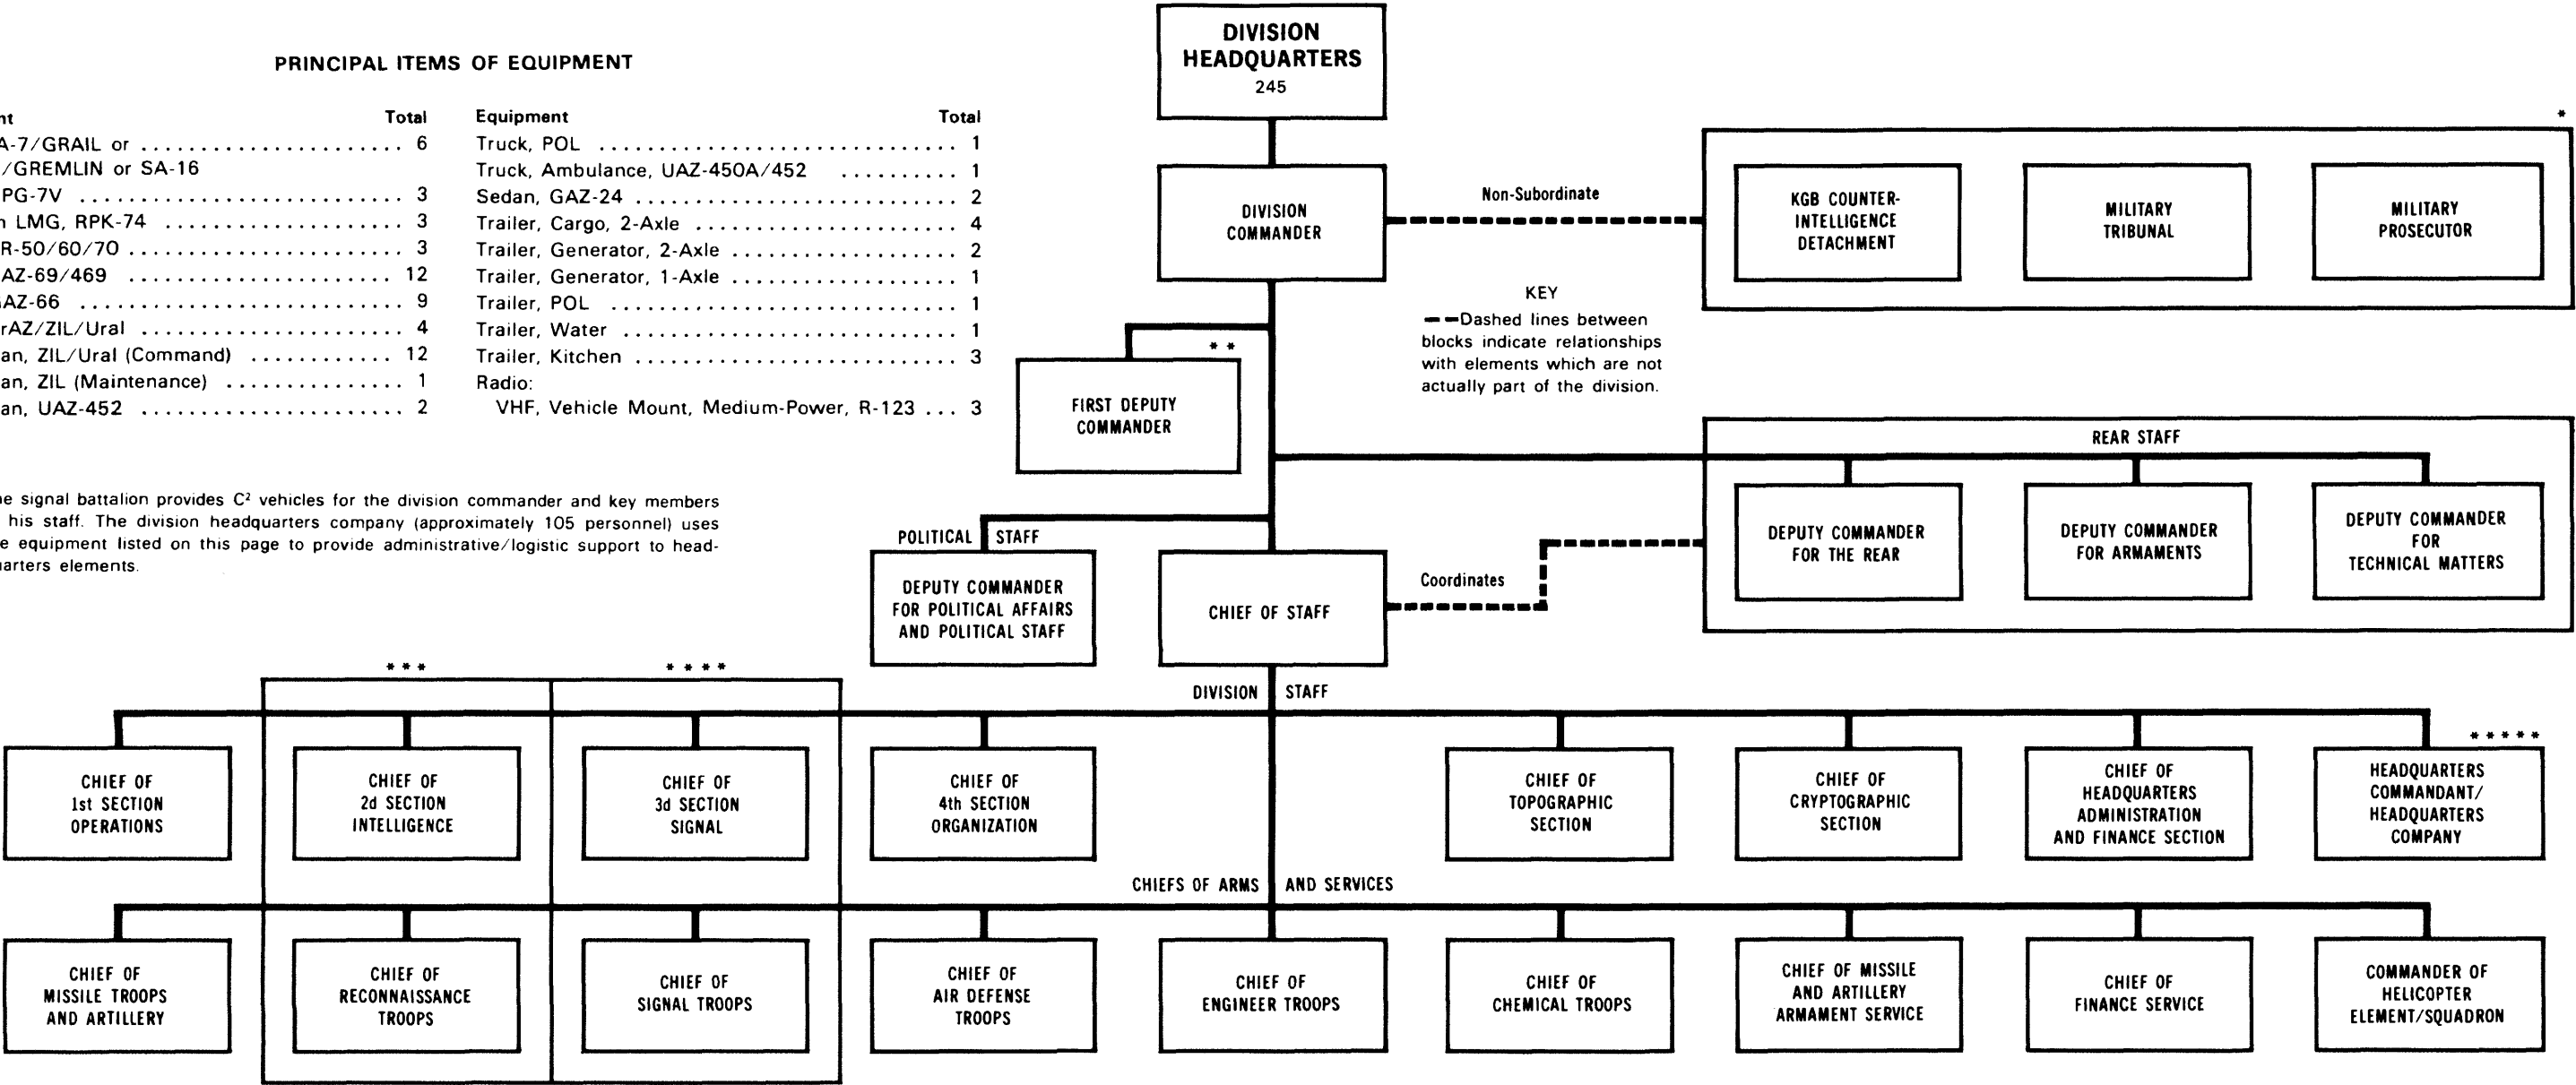 PRINCIPAL ITEMS OF EQUIPMENT
nt Total
A-7/GRAIL or ...................... 6
/GREMLIN or SA-16
PG-7V ........................... 3
n LMG, RPK-74 .................... 3
R-50/60/70 ....................... 3
AZ-69/469 ...................... 12
AZ-66 ........................... 9
rAZ/ZIL/Ural ...................... 4
an, ZIL/Ural (Command) ............ 12
an, ZIL (Maintenance) ............... 1
an, UAZ-452 ...................... 2
Equipment Total
Truck, POL .............................. 1
Truck, Ambulance, UAZ-450A/452 .......... 1
Sedan, GAZ-24 ........................... 2
Trailer, Cargo, 2-Axle ...................... 4
Trailer, Generator, 2-Axle ................... 2
Trailer, Generator, 1-Axle ................... 1
Trailer, POL ............................. 1
Trailer, Water ............................ 1
Trailer, Kitchen ........................... 3
Radio:
VHF, Vehicle Mount, Medium-Power, R-123 ... 3
ne signal battalion provides C² vehicles for the division commander and key members
his staff. The division headquarters company (approximately 105 personnel) uses
e equipment listed on this page to provide administrative/logistic support to head-
arters elements.
DIVISION
HEADQUARTERS
245
DIVISION
COMMANDER
Non-Subordinate
*
KGB COUNTER-
INTELLIGENCE
DETACHMENT
MILITARY
TRIBUNAL
MILITARY
PROSECUTOR
KEY
Dashed lines between
blocks indicate relationships
with elements which are not
actually part of the division.
**
FIRST DEPUTY
COMMANDER
REAR STAFF
DEPUTY COMMANDER
FOR THE REAR
DEPUTY COMMANDER
FOR ARMAMENTS
DEPUTY COMMANDER
FOR
TECHNICAL MATTERS
POLITICAL STAFF
DEPUTY COMMANDER
FOR POLITICAL AFFAIRS
AND POLITICAL STAFF
CHIEF OF STAFF
Coordinates
DIVISION STAFF
***
****
*****
CHIEF OF
1st SECTION
OPERATIONS
CHIEF OF
2d SECTION
INTELLIGENCE
CHIEF OF
3d SECTION
SIGNAL
CHIEF OF
4th SECTION
ORGANIZATION
CHIEF OF
TOPOGRAPHIC
SECTION
CHIEF OF
CRYPTOGRAPHIC
SECTION
CHIEF OF
HEADQUARTERS
ADMINISTRATION
AND FINANCE SECTION
HEADQUARTERS
COMMANDANT/
HEADQUARTERS
COMPANY
CHIEFS OF ARMS AND SERVICES
CHIEF OF
MISSILE TROOPS
AND ARTILLERY
CHIEF OF
RECONNAISSANCE
TROOPS
CHIEF OF
SIGNAL TROOPS
CHIEF OF
AIR DEFENSE
TROOPS
CHIEF OF
ENGINEER TROOPS
CHIEF OF
CHEMICAL TROOPS
CHIEF OF MISSILE
AND ARTILLERY
ARMAMENT SERVICE
CHIEF OF
FINANCE SERVICE
COMMANDER OF
HELICOPTER
ELEMENT/SQUADRON